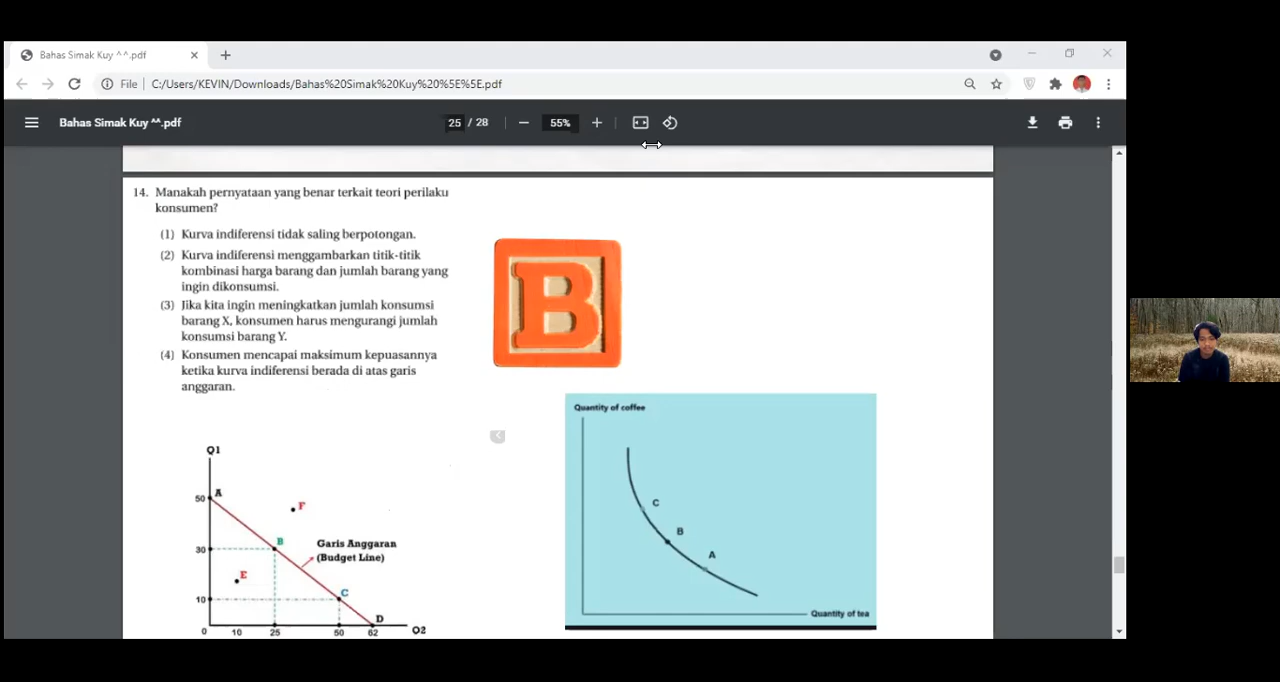 Bahas Simak Kuy ^^.pdf
File
C:/Users/KEVIN/Downloads/Bahas%20Simak%20Kuy%20%5E%5E.pdf
Bahas Simak Kuy ^^.pdf
25 / 28
55%
14. Manakah pernyataan yang benar terkait teori perilaku
konsumen?
(1) Kurva indiferensi tidak saling berpotongan.
(2) Kurva indiferensi menggambarkan titik-titik
kombinasi harga barang dan jumlah barang yang
ingin dikonsumsi.
(3) Jika kita ingin meningkatkan jumlah konsumsi
barang X, konsumen harus mengurangi jumlah
konsumsi barang Y.
(4) Konsumen mencapai maksimum kepuasannya
ketika kurva indiferensi berada di atas garis
anggaran.
B
Q1
50
A
F
30
B
Garis Anggaran
(Budget Line)
E
10
C
D
0 10 25 50 62 Q2
Quantity of coffee
C
B
A
Quantity of tea